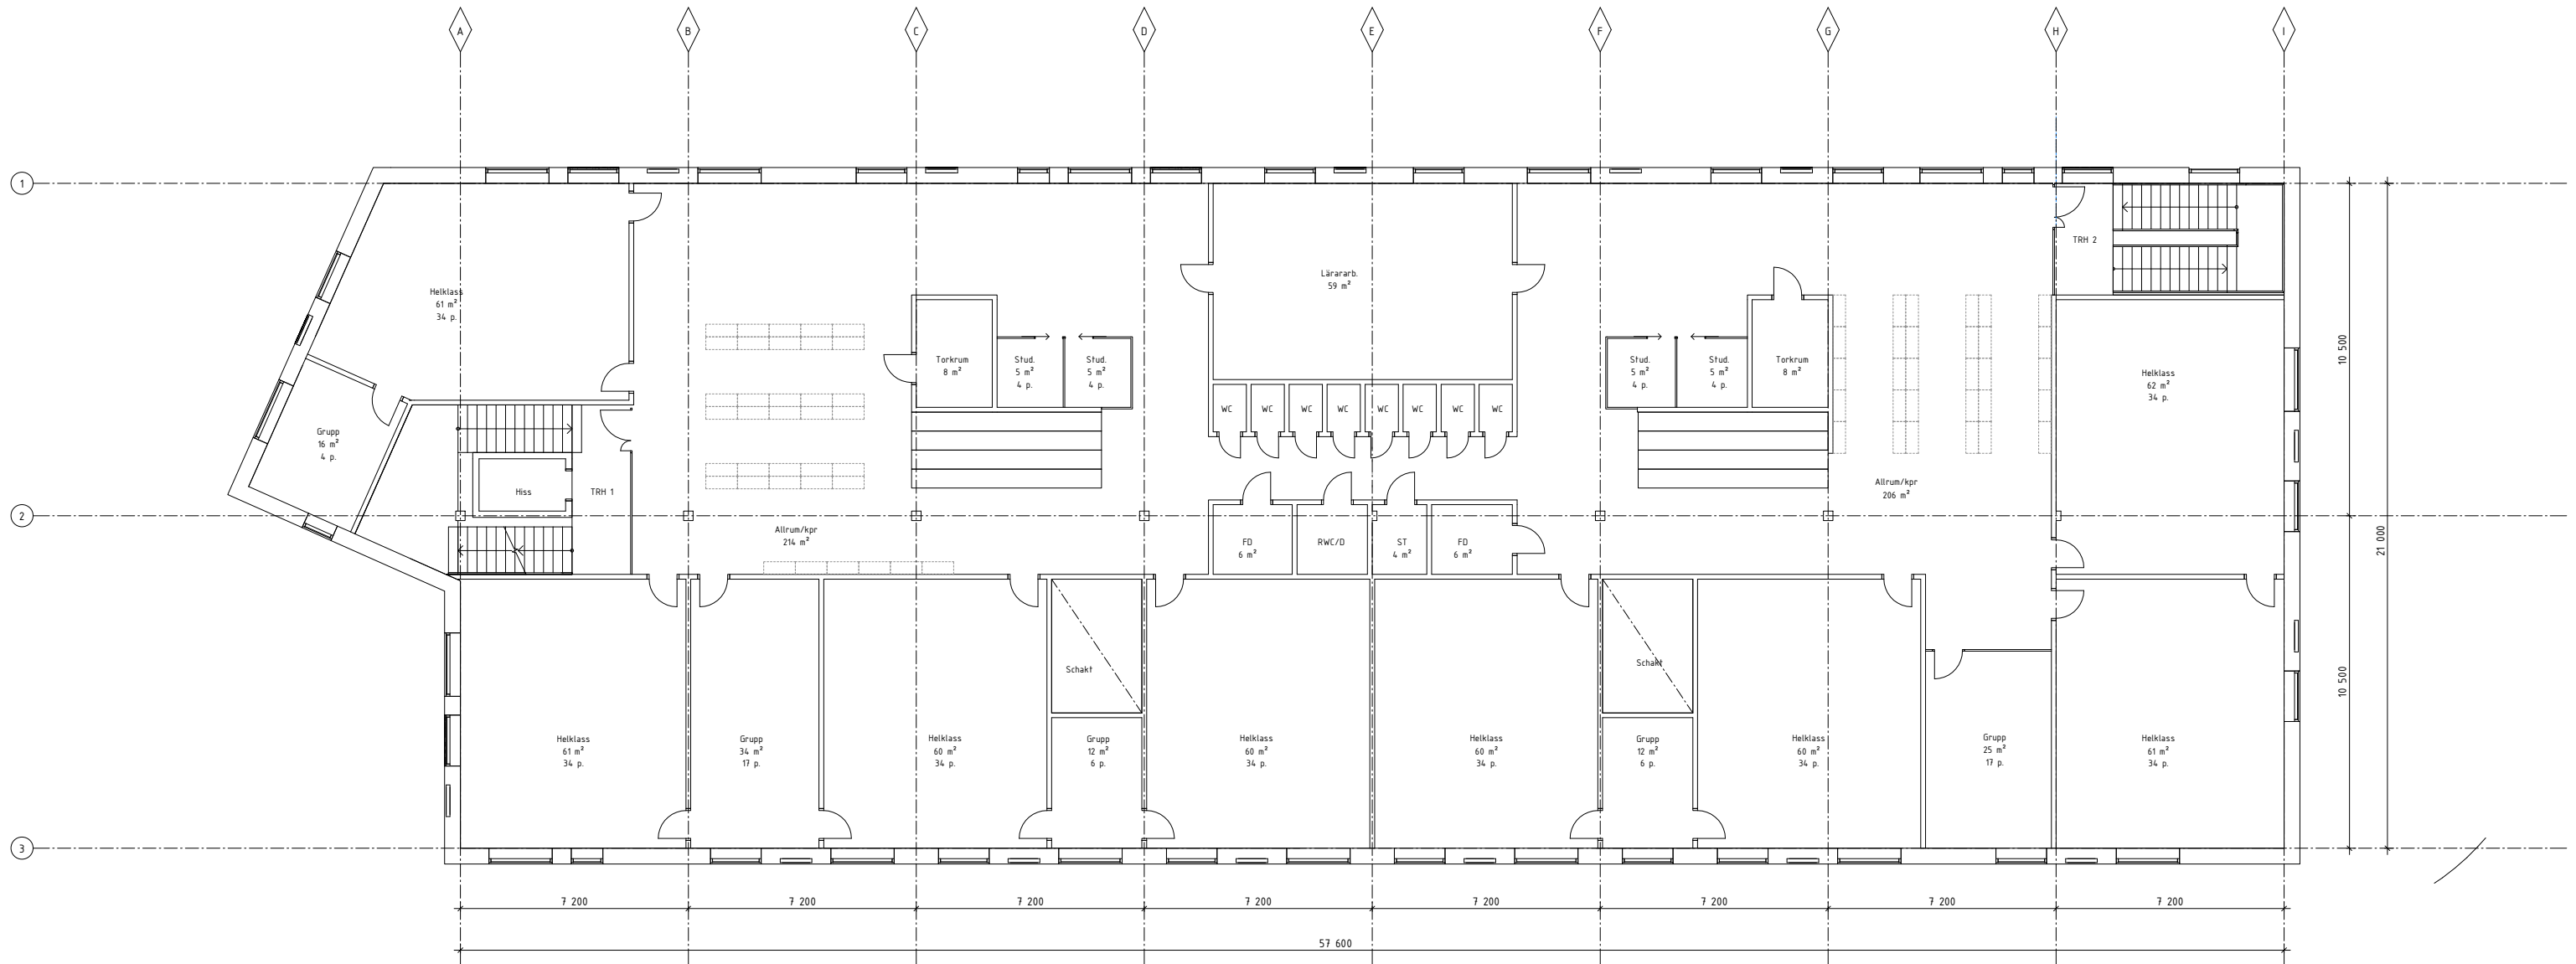 A
B
C
D
E
F
G
H
I
1
2
3
Helklass
61 m²
34 p.
Grupp
16 m²
4 p.
Hiss
TRH 1
Torkrum
8 m²
Stud.
5 m²
4 p.
Stud.
5 m²
4 p.
Allrum/kpr
214 m²
Lärararb.
59 m²
WC
WC
WC
WC
WC
WC
WC
WC
FD
6 m²
RWC/D
ST
4 m²
FD
6 m²
Stud.
5 m²
4 p.
Stud.
5 m²
4 p.
Torkrum
8 m²
Allrum/kpr
206 m²
TRH 2
Helklass
62 m²
34 p.
Helklass
61 m²
34 p.
Grupp
34 m²
17 p.
Helklass
60 m²
34 p.
Schakt
Grupp
12 m²
6 p.
Helklass
60 m²
34 p.
Helklass
60 m²
34 p.
Schakt
Grupp
12 m²
6 p.
Helklass
60 m²
34 p.
Grupp
25 m²
17 p.
Helklass
61 m²
34 p.
10 500
10 500
21 000
7 200
7 200
7 200
7 200
7 200
7 200
7 200
7 200
57 600